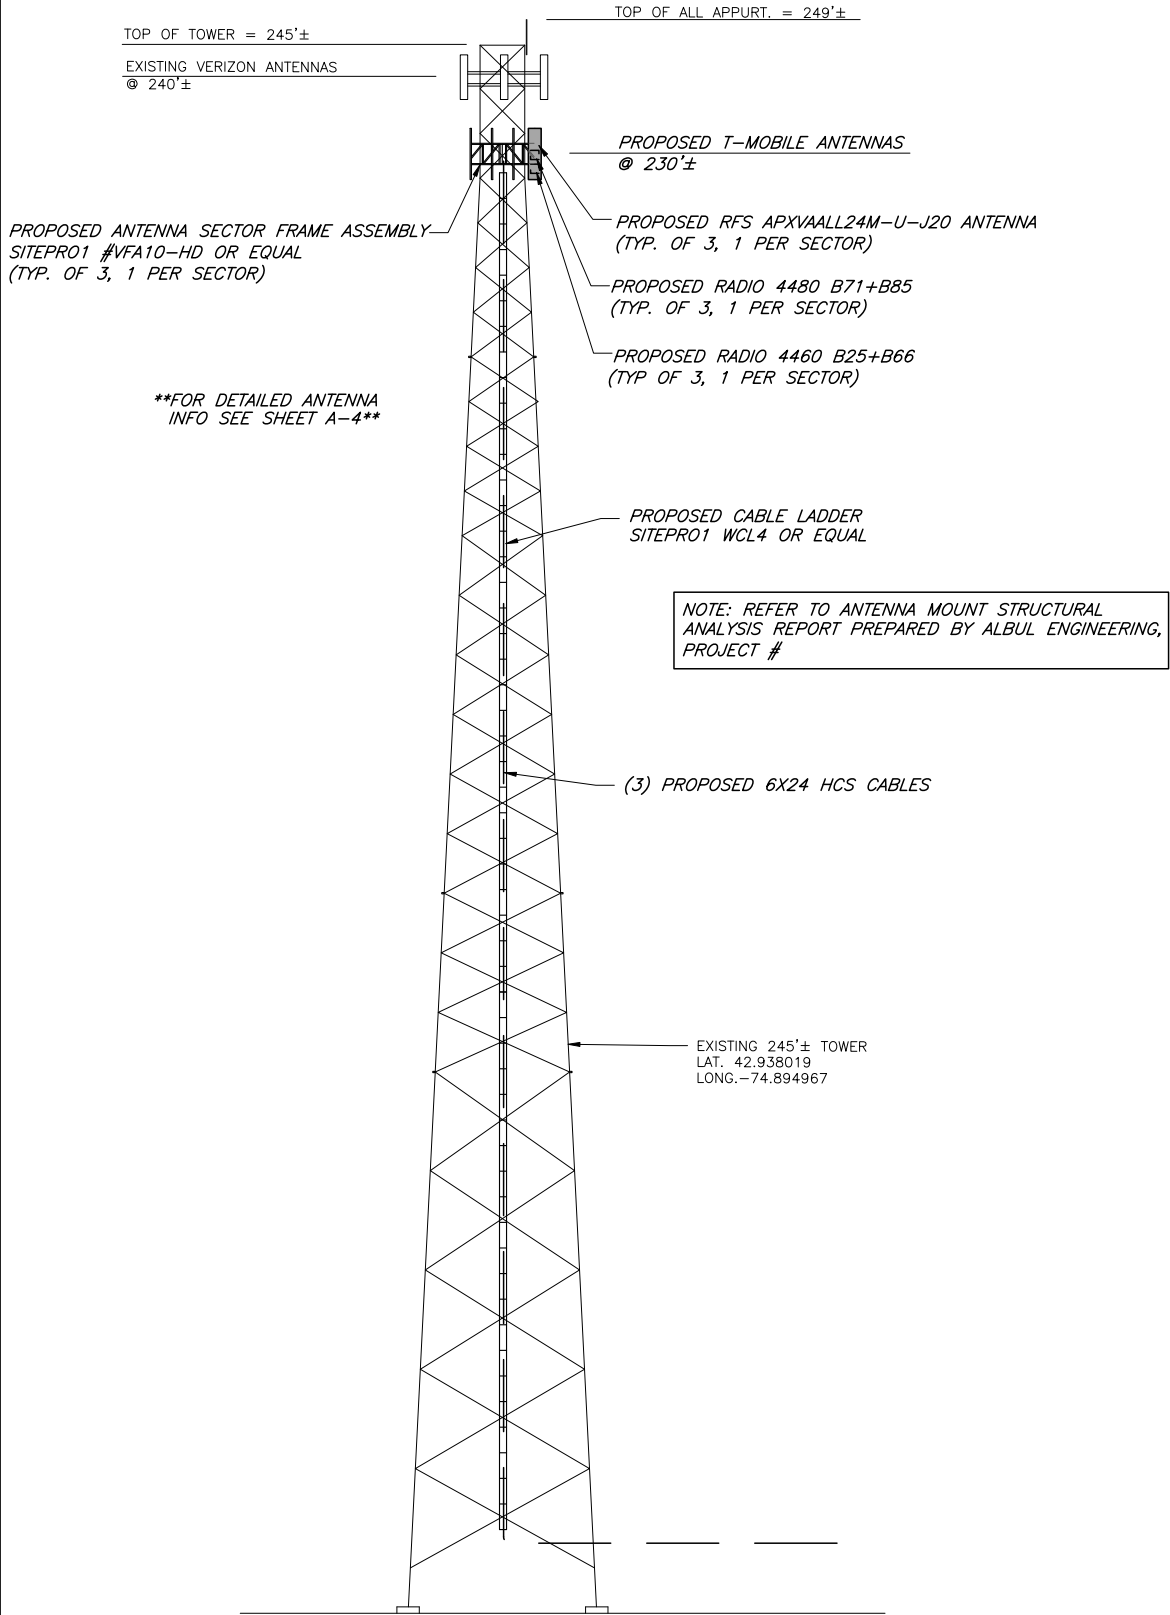 TOP OF ALL APPURT. = 249'±
TOP OF TOWER = 245'±
EXISTING VERIZON ANTENNAS
@ 240'±
PROPOSED T-MOBILE ANTENNAS
@ 230'±
PROPOSED ANTENNA SECTOR FRAME ASSEMBLY
SITEPRO1 #VFA10-HD OR EQUAL
(TYP. OF 3, 1 PER SECTOR)
PROPOSED RFS APXVAALL24M-U-J20 ANTENNA
(TYP. OF 3, 1 PER SECTOR)
PROPOSED RADIO 4480 B71+B85
(TYP. OF 3, 1 PER SECTOR)
PROPOSED RADIO 4460 B25+B66
(TYP OF 3, 1 PER SECTOR)
**FOR DETAILED ANTENNA
INFO SEE SHEET A-4**
PROPOSED CABLE LADDER
SITEPRO1 WCL4 OR EQUAL
NOTE: REFER TO ANTENNA MOUNT STRUCTURAL
ANALYSIS REPORT PREPARED BY ALBUL ENGINEERING,
PROJECT #
(3) PROPOSED 6X24 HCS CABLES
EXISTING 245'± TOWER
LAT. 42.938019
LONG.-74.894967